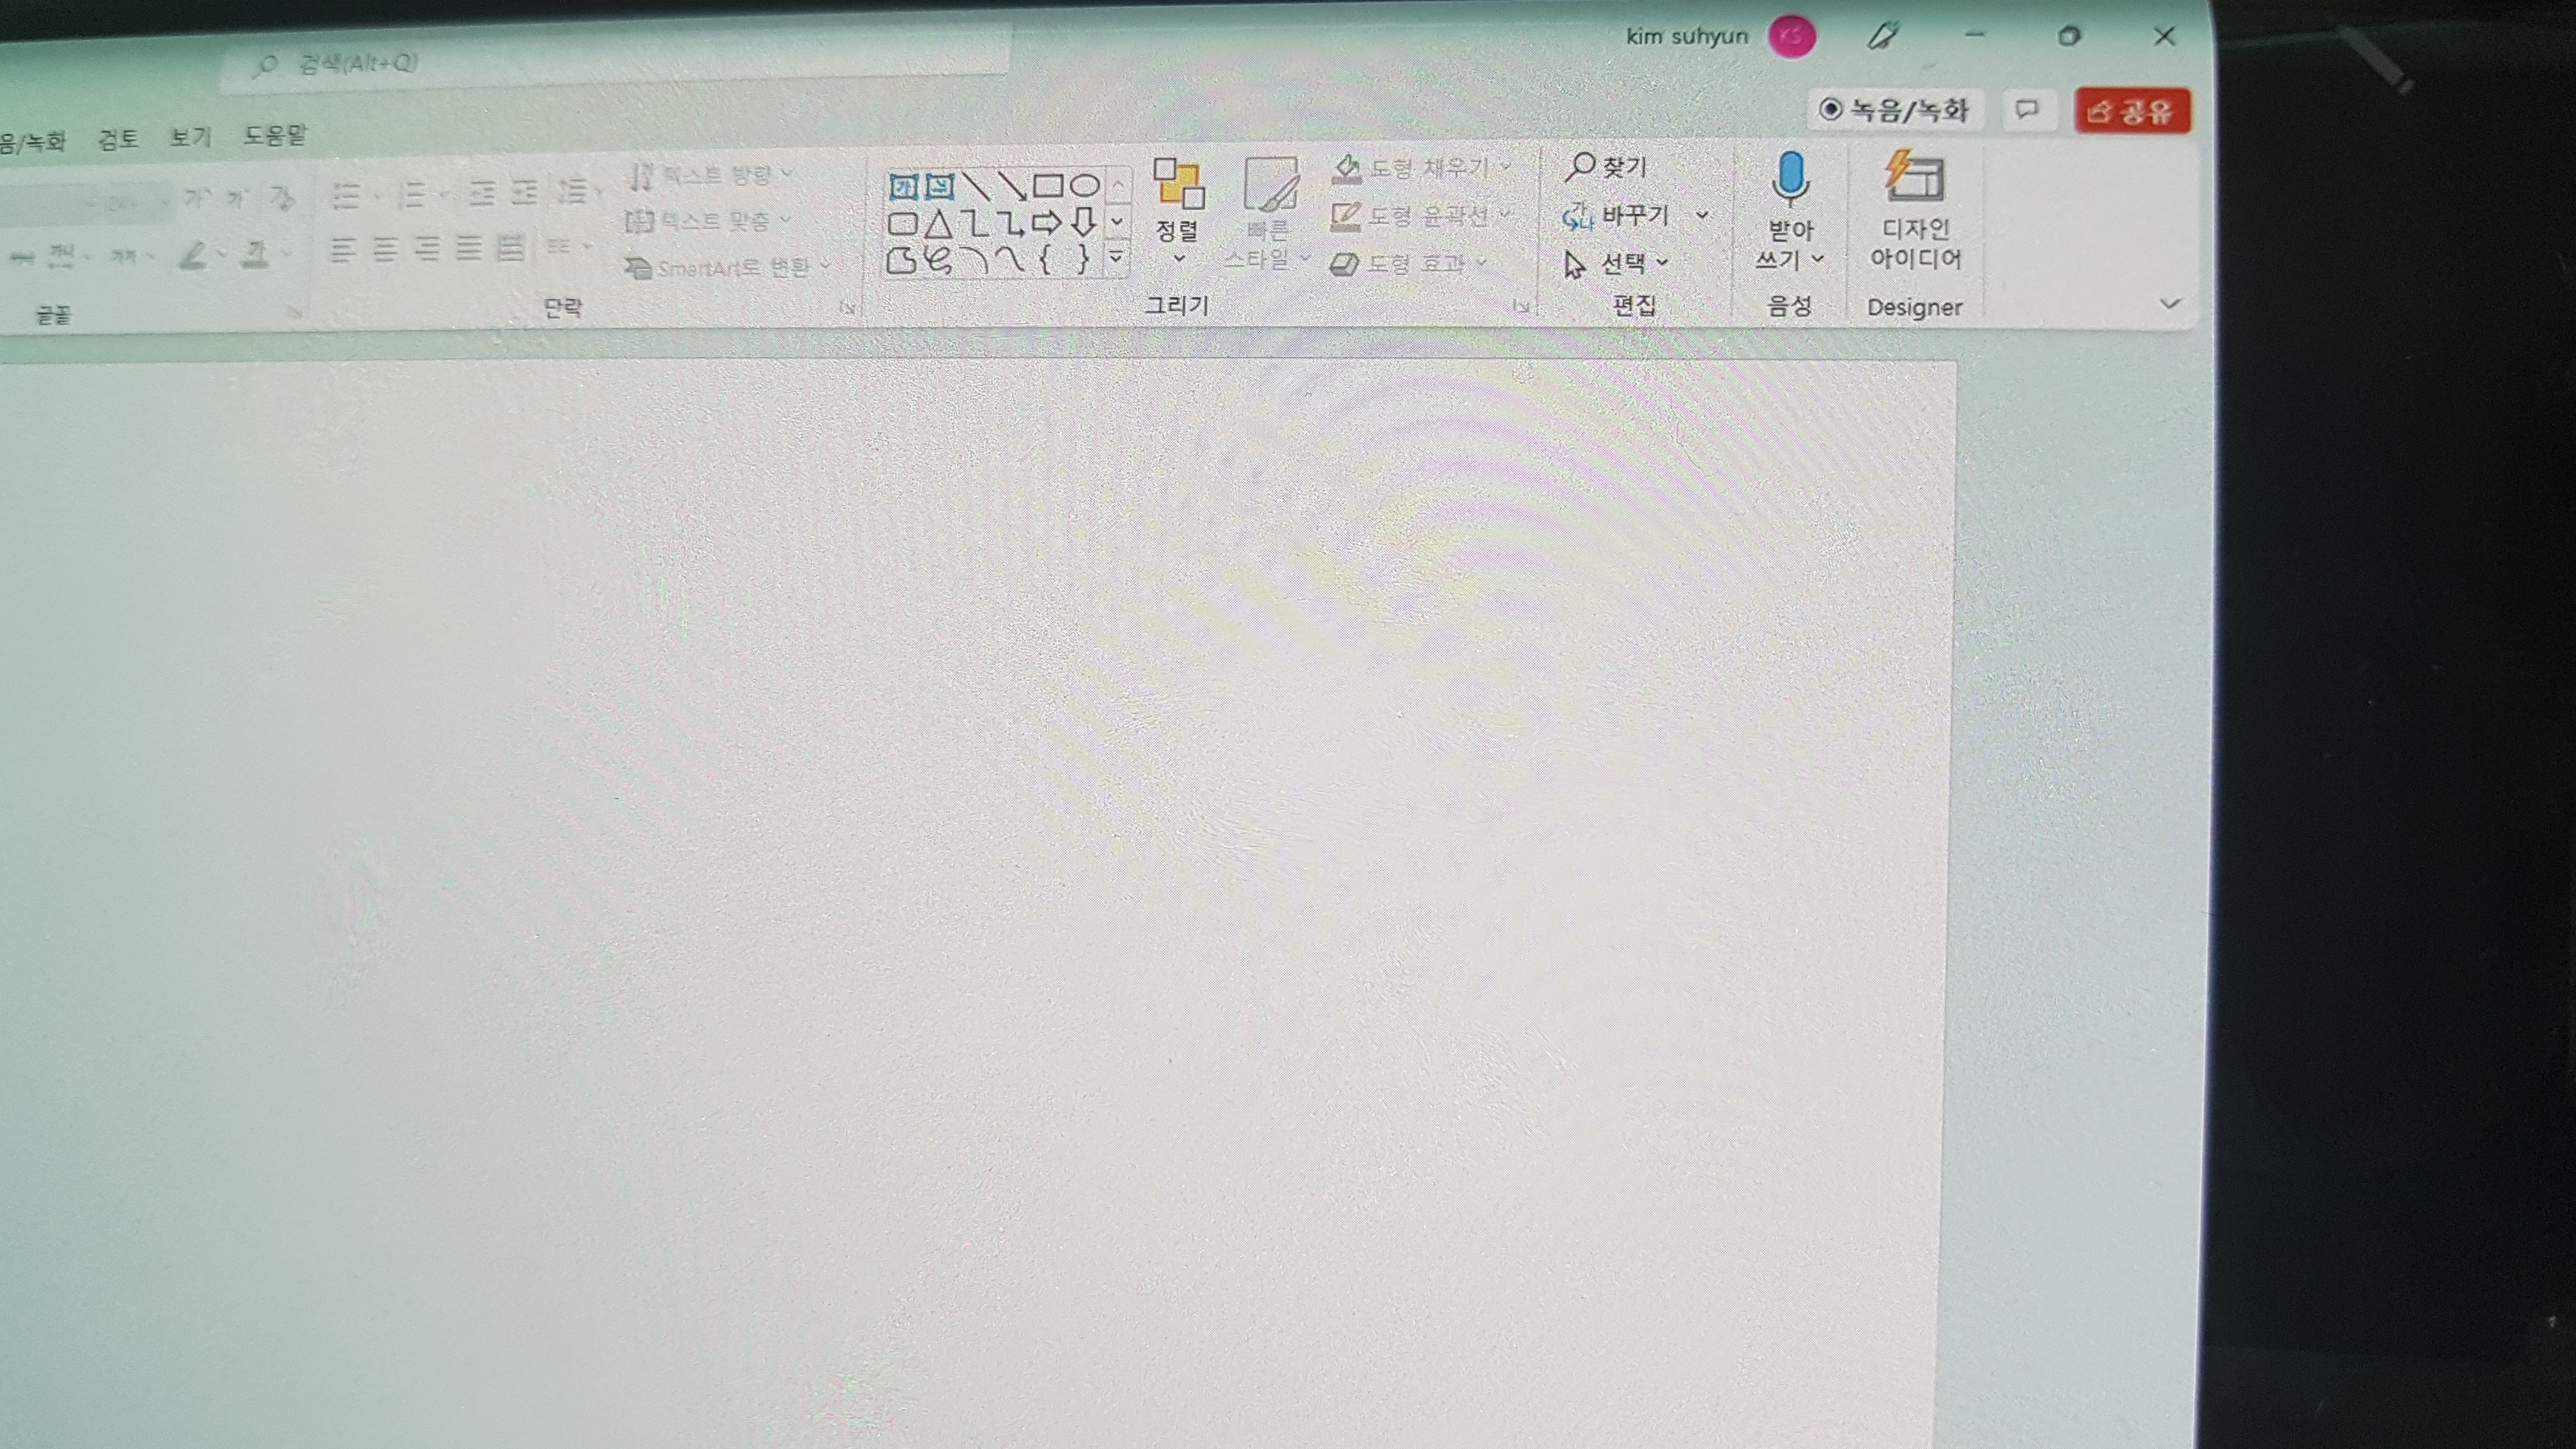 kim suhyun KS
검색(Alt+Q)
녹음/녹화 공유
음/녹화 검토 보기 도움말
텍스트 방향
텍스트 맞춤
SmartArt로 변환
정렬
빠른
스타일
도형 채우기
도형 윤곽선
도형 효과
찾기
바꾸기
선택
받아
쓰기
디자인
아이디어
글꼴 단락 그리기 편집 음성 Designer